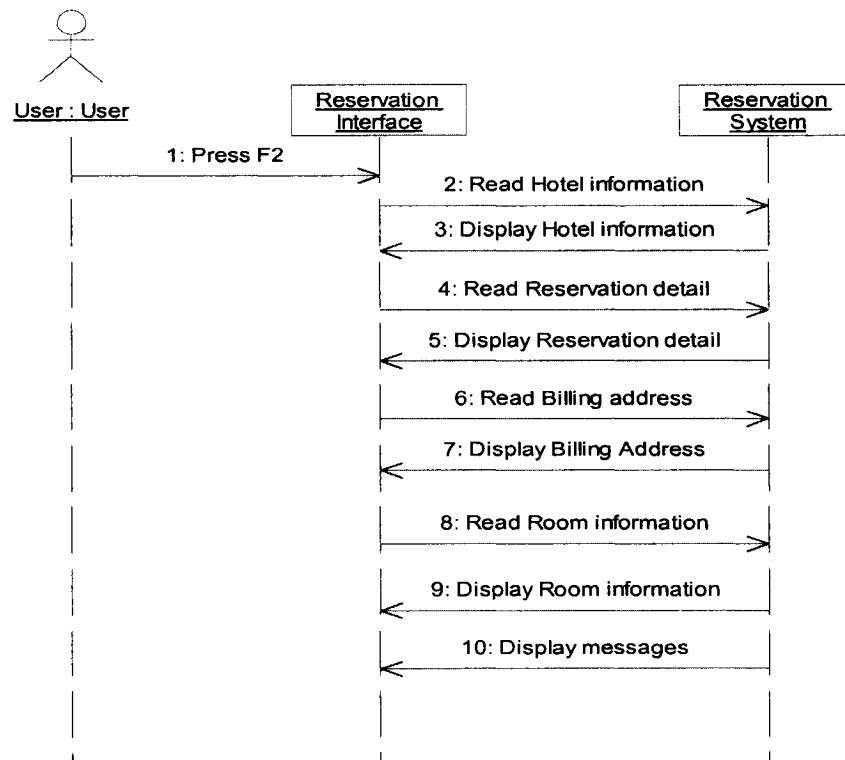 User : User
Reservation
Interface
Reservation
System
1: Press F2
2: Read Hotel information
3: Display Hotel information
4: Read Reservation detail
5: Display Reservation detail
6: Read Billing address
7: Display Billing Address
8: Read Room information
9: Display Room information
10: Display messages